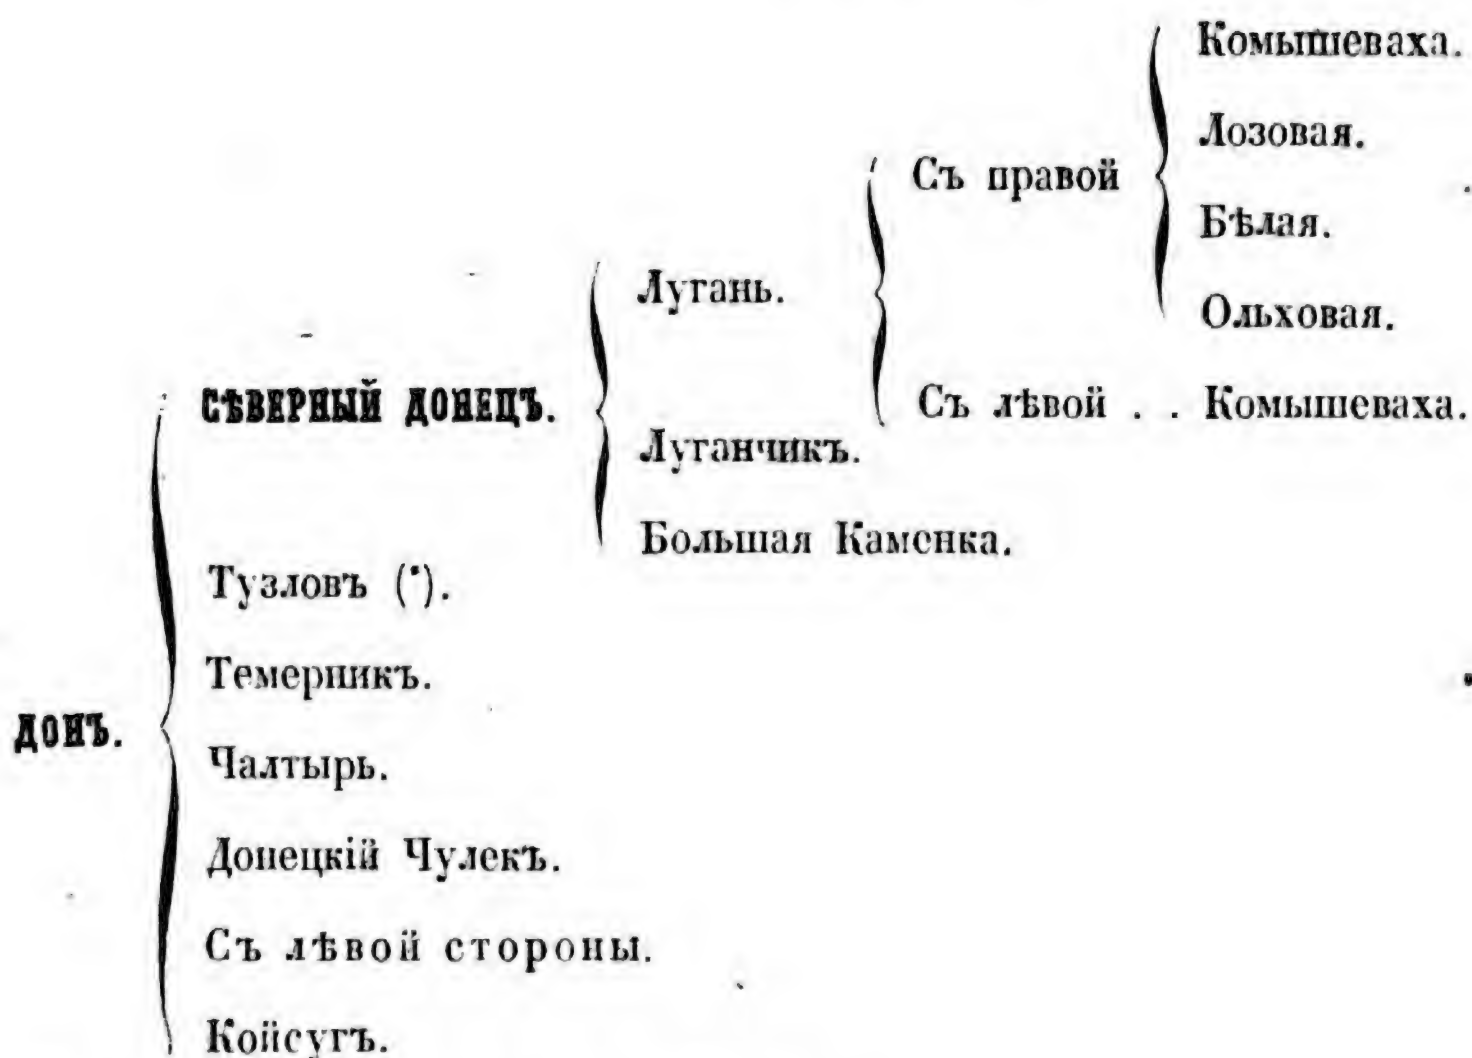 Комышеваха.
Лозовая.
Съ правой
Бѣлая.
Лугань.
Ольховая.
СѢВЕРНЫЙ ДОНЕЦЪ.
Съ лѣвой . . Комышеваха.
Луганчикъ.
Большая Каменка.
Тузловъ (*).
Темерникъ.
ДОНЪ.
Чалтырь.
Донецкій Чулекъ.
Съ лѣвой стороны.
Койсугъ.